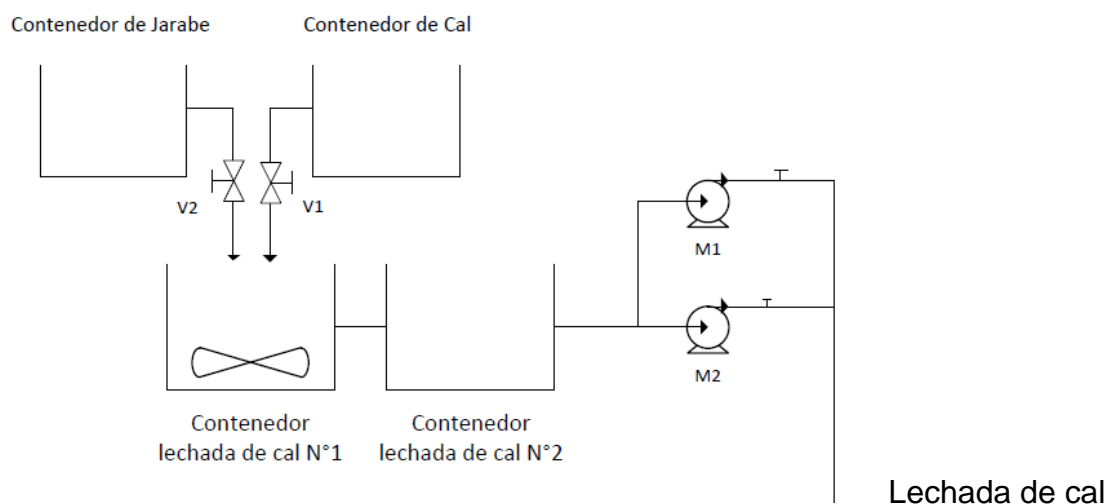 Contenedor de Jarabe
Contenedor de Cal
V2
V1
M1
M2
Contenedor
lechada de cal N°1
Contenedor
lechada de cal N°2
Lechada de cal